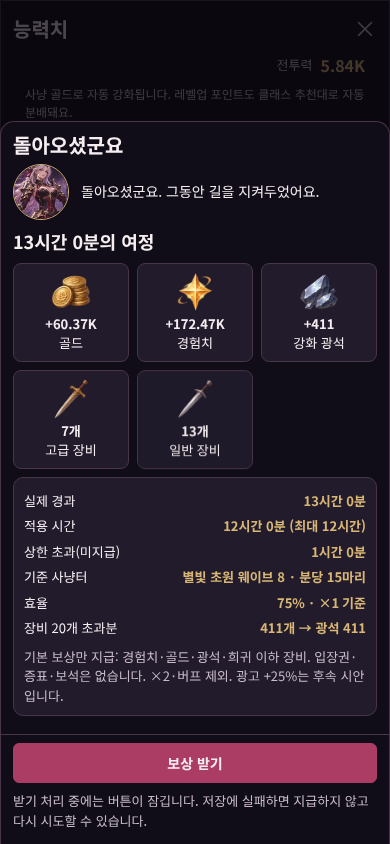 능력치
전투력 5.84K
사냥 골드로 자동 강화됩니다. 레벨업 포인트도 클래스 추천대로 자동
분배돼요.
돌아오셨군요
돌아오셨군요. 그동안 길을 지켜두었어요.
13시간 0분의 여정
+60.37K
골드
+172.47K
경험치
+411
강화 광석
7개
고급 장비
13개
일반 장비
실제 경과 13시간 0분
적용 시간 12시간 0분 (최대 12시간)
상한 초과(미지급) 1시간 0분
기준 사냥터 별빛 초원 웨이브 8 · 분당 15마리
효율 75% · ×1 기준
장비 20개 초과분 411개 → 광석 411
기본 보상만 지급: 경험치·골드·광석·희귀 이하 장비. 입장권·
증표·보석은 없습니다. ×2·버프 제외. 광고 +25%는 후속 시안
입니다.
보상 받기
받기 처리 중에는 버튼이 잠깁니다. 저장에 실패하면 지급하지 않고
다시 시도할 수 있습니다.